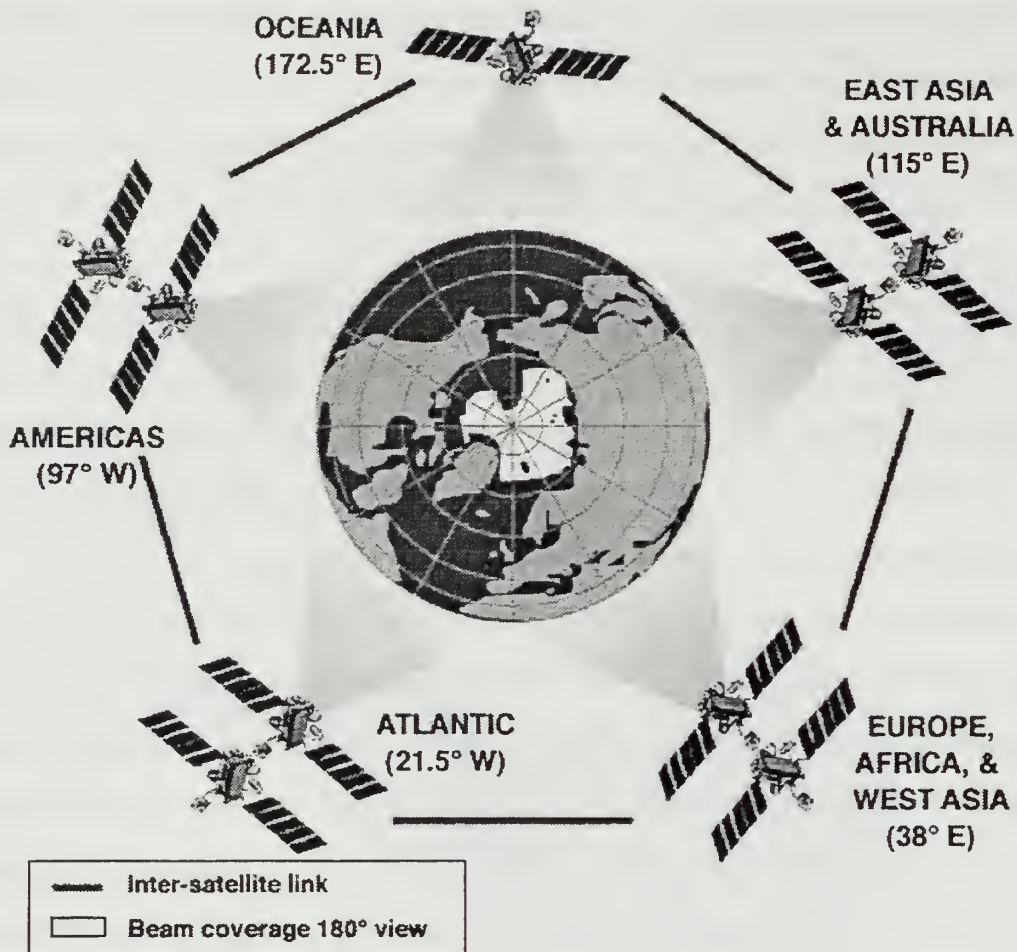 OCEANIA
(172.5° E)
EAST ASIA
& AUSTRALIA
(115° E)
AMERICAS
(97° W)
ATLANTIC
(21.5° W)
EUROPE,
AFRICA, &
WEST ASIA
(38° E)
Inter-satellite link
Beam coverage 180° view